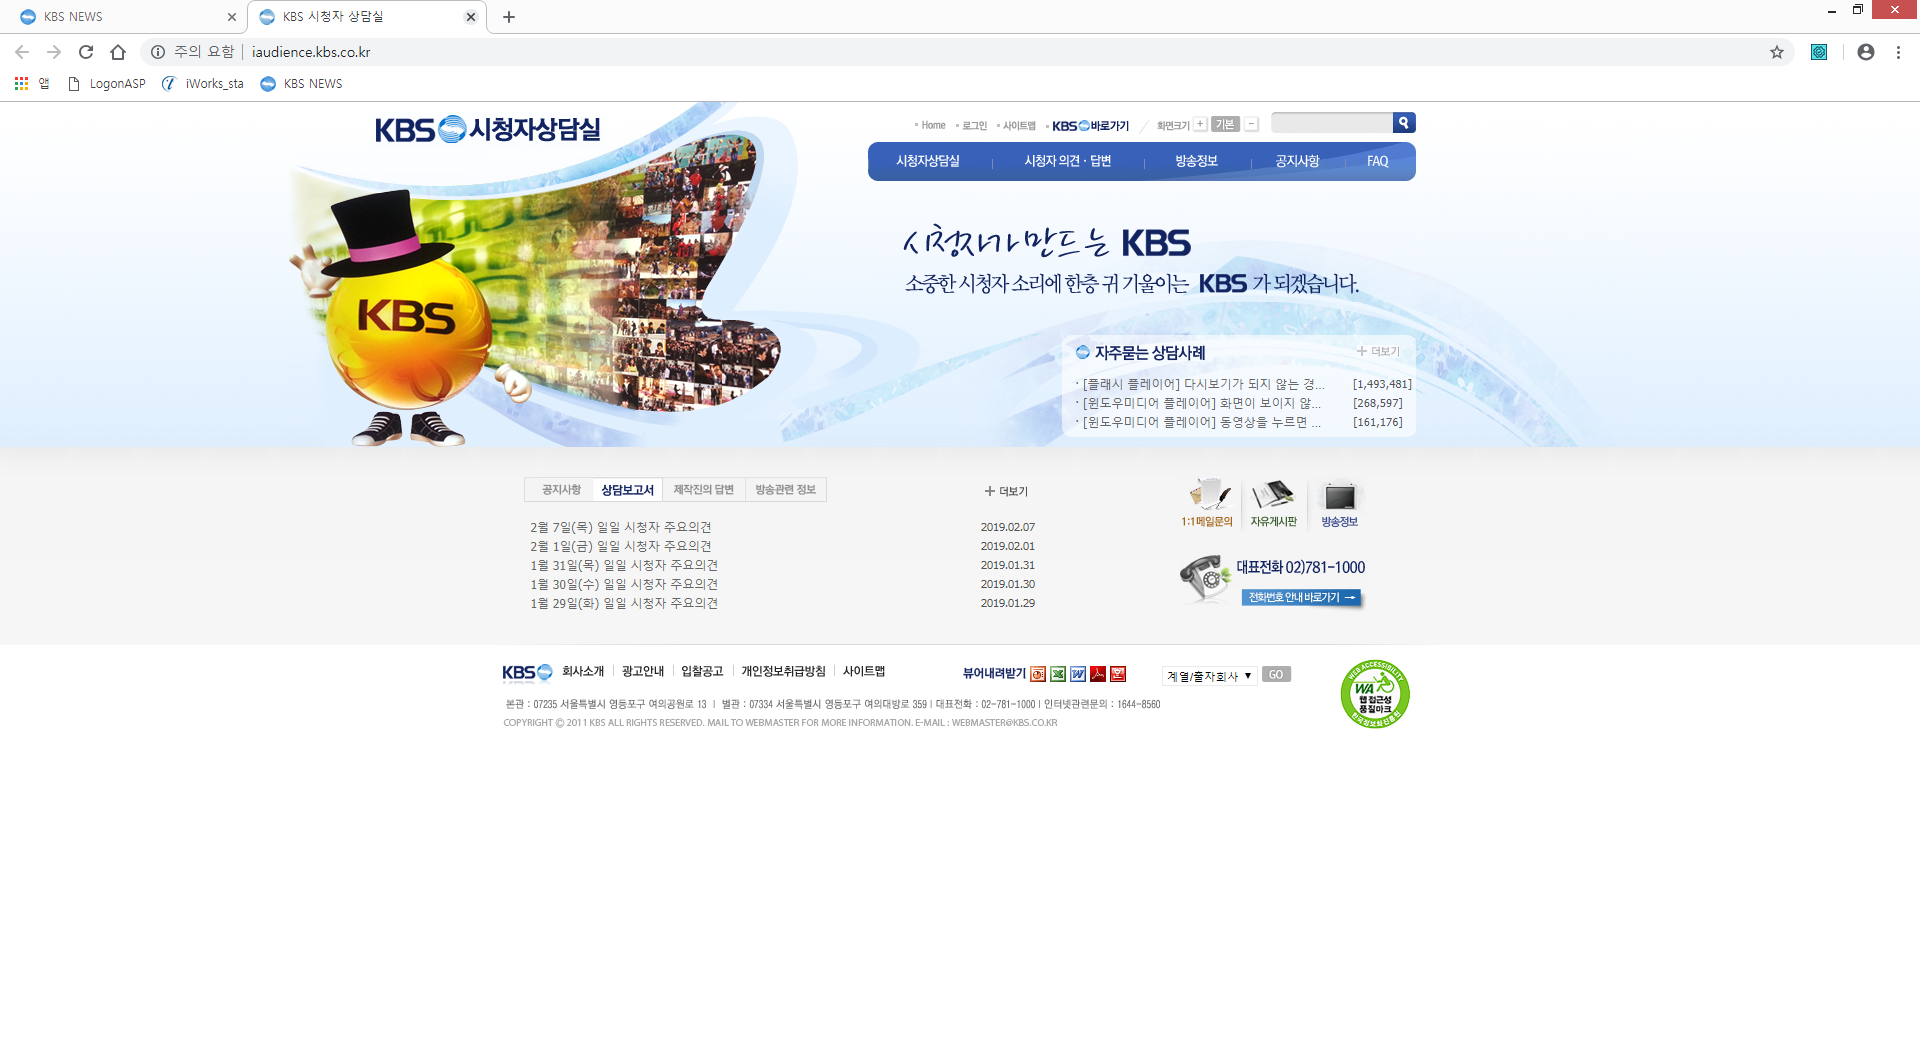 KBS NEWS
KBS 시청자 상담실
주의 요함 | iaudience.kbs.co.kr
앱 LogonASP iWorks_sta KBS NEWS
KBS 시청자상담실
Home 로그인 사이트맵 KBS 바로가기 화면크기 + 기본 -
시청자상담실 시청자 의견 · 답변 방송정보 공지사항 FAQ
시청자가 만드는 KBS
소중한 시청자 소리에 한층 귀 기울이는 KBS 가 되겠습니다.
KBS
자주묻는 상담사례 + 더보기
· [플래시 플레이어] 다시보기가 되지 않는 경... [1,493,481]
· [윈도우미디어 플레이어] 화면이 보이지 않... [268,597]
· [윈도우미디어 플레이어] 동영상을 누르면 ... [161,176]
공지사항 상담보고서 제작진의 답변 방송관련 정보 + 더보기
2월 7일(목) 일일 시청자 주요의견 2019.02.07
2월 1일(금) 일일 시청자 주요의견 2019.02.01
1월 31일(목) 일일 시청자 주요의견 2019.01.31
1월 30일(수) 일일 시청자 주요의견 2019.01.30
1월 29일(화) 일일 시청자 주요의견 2019.01.29
1:1메일문의 자유게시판 방송정보
대표전화 02)781-1000
전화번호 안내 바로가기 →
KBS 회사소개 | 광고안내 | 입찰공고 | 개인정보취급방침 | 사이트맵
뷰어내려받기
계열/출자회사 ▼ GO
본관 : 07235 서울특별시 영등포구 여의공원로 13 | 별관 : 07334 서울특별시 영등포구 여의대방로 359 | 대표전화 : 02-781-1000 | 인터넷관련문의 : 1644-8560
COPYRIGHT © 2011 KBS ALL RIGHTS RESERVED. MAIL TO WEBMASTER FOR MORE INFORMATION. E-MAIL : WEBMASTER@KBS.CO.KR
WEB ACCESSIBILITY
WA
웹 접근성
품질마크
한국정보화진흥원